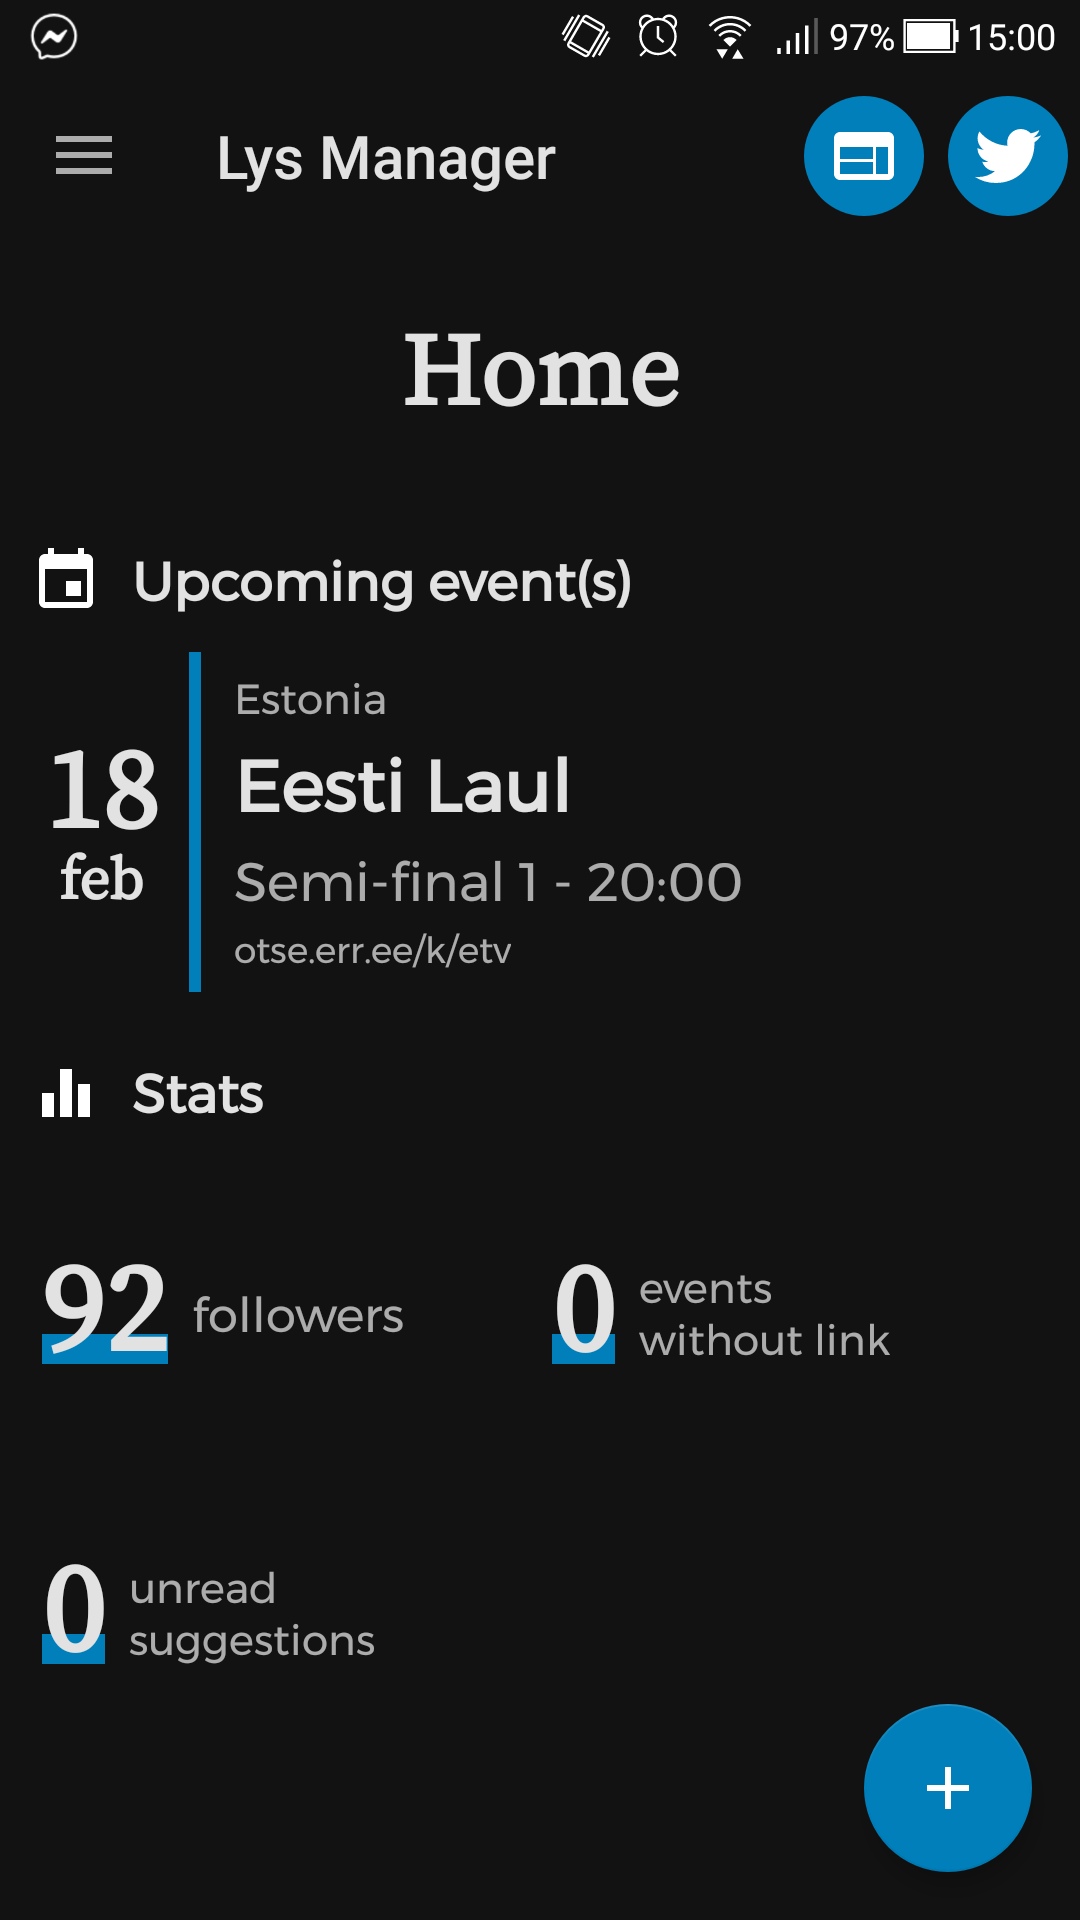 97% 15:00
Lys Manager
Home
Upcoming event(s)
18
feb
Estonia
Eesti Laul
Semi-final 1 - 20:00
otse.err.ee/k/etv
Stats
92 followers
0 events
without link
0 unread
suggestions